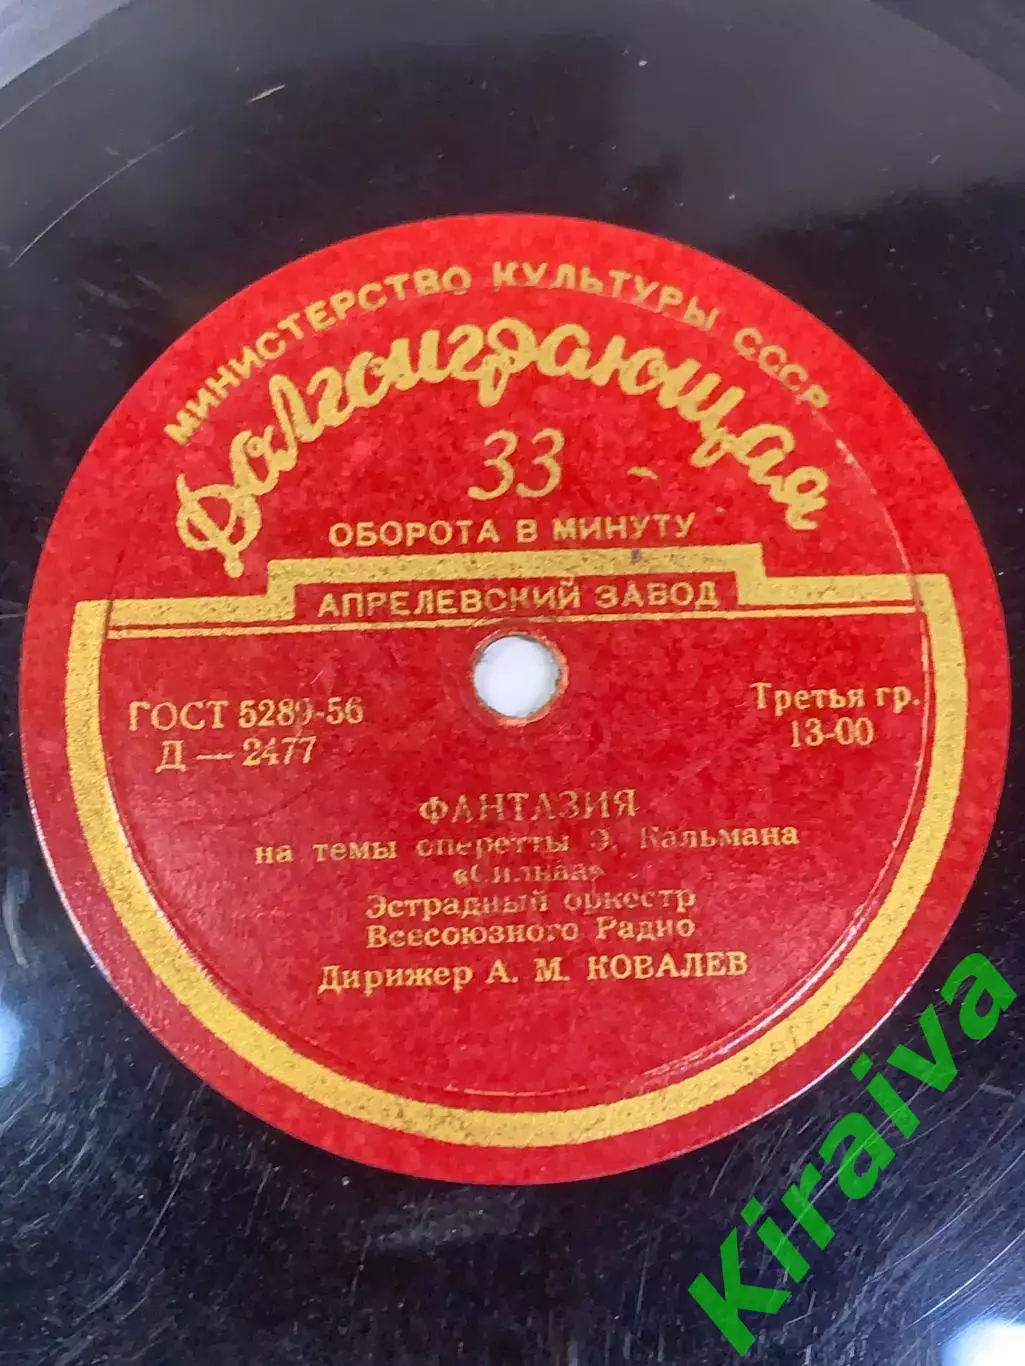 МИНИСТЕРСТВО КУЛЬТУРЫ СССР
Долгоиграющая
33
ОБОРОТА В МИНУТУ
АПРЕЛЕВСКИЙ ЗАВОД
ГОСТ 5289-56
Д — 2477
Третья гр.
13-00
ФАНТАЗИЯ
на темы оперетты Э. Кальмана
«Сильва»
Эстрадный оркестр
Всесоюзного Радио
Дирижер А. М. КОВАЛЕВ
Kiraiva